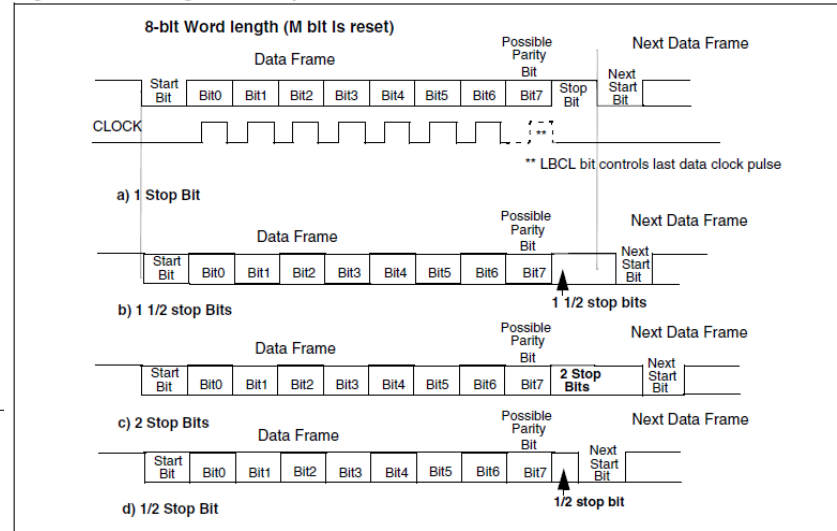 8-bit Word length (M bit is reset)
Possible Parity Bit
Next Data Frame
Data Frame
Start Bit Bit0 Bit1 Bit2 Bit3 Bit4 Bit5 Bit6 Bit7 Stop Bit Next Start Bit
CLOCK
**
** LBCL bit controls last data clock pulse
a) 1 Stop Bit
Possible Parity Bit
Next Data Frame
Data Frame
Start Bit Bit0 Bit1 Bit2 Bit3 Bit4 Bit5 Bit6 Bit7 Next Start Bit
1 1/2 stop bits
b) 1 1/2 stop Bits
Possible Parity Bit
Next Data Frame
Data Frame
Start Bit Bit0 Bit1 Bit2 Bit3 Bit4 Bit5 Bit6 Bit7 2 Stop Bits Next Start Bit
c) 2 Stop Bits
Possible Parity Bit
Next Data Frame
Data Frame
Start Bit Bit0 Bit1 Bit2 Bit3 Bit4 Bit5 Bit6 Bit7 Next Start Bit
1/2 stop bit
d) 1/2 Stop Bit